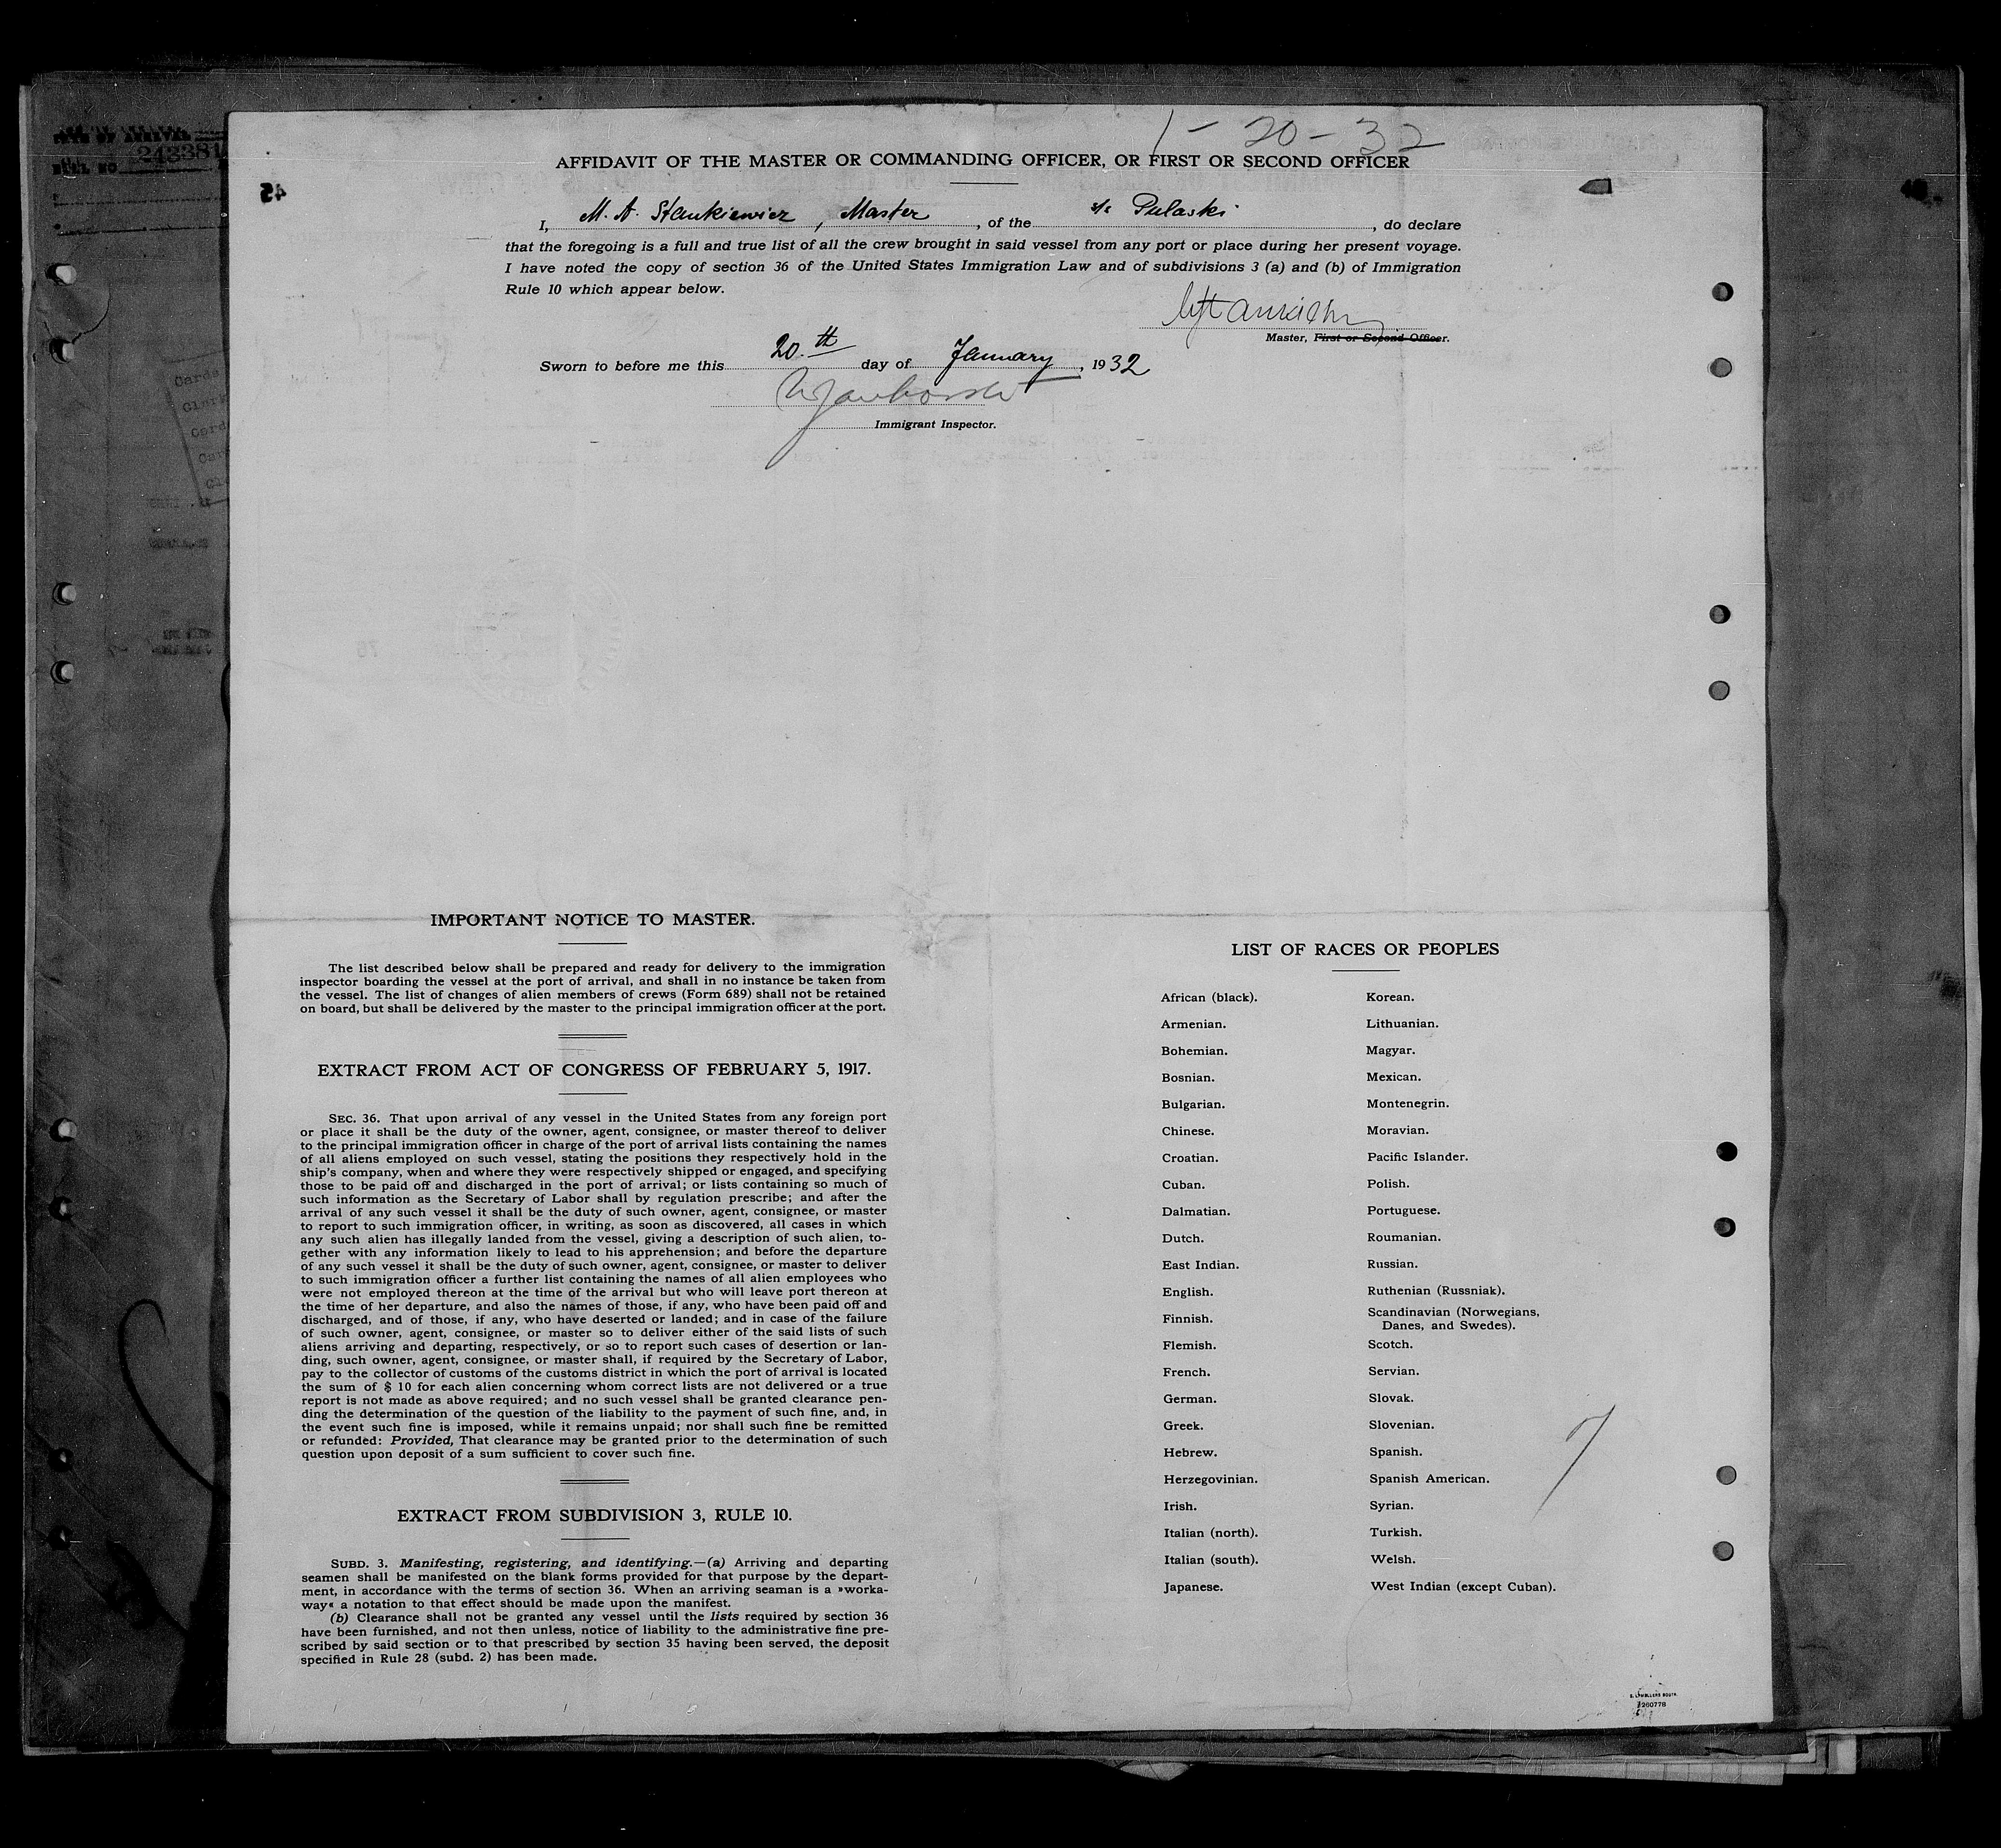 1-20-32
AFFIDAVIT OF THE MASTER OR COMMANDING OFFICER, OR FIRST OR SECOND OFFICER
I, M. A. Stankiewicz, Master, of the s/s Pulaski, do declare
that the foregoing is a full and true list of all the crew brought in said vessel from any port or place during her present voyage.
I have noted the copy of section 36 of the United States Immigration Law and of subdivisions 3 (a) and (b) of Immigration
Rule 10 which appear below.
Master, First or Second Officer.
Sworn to before me this 20.th day of January, 1932
Immigrant Inspector.
243381
45
IMPORTANT NOTICE TO MASTER.
The list described below shall be prepared and ready for delivery to the immigration
inspector boarding the vessel at the port of arrival, and shall in no instance be taken from
the vessel. The list of changes of alien members of crews (Form 689) shall not be retained
on board, but shall be delivered by the master to the principal immigration officer at the port.
EXTRACT FROM ACT OF CONGRESS OF FEBRUARY 5, 1917.
SEC. 36. That upon arrival of any vessel in the United States from any foreign port
or place it shall be the duty of the owner, agent, consignee, or master thereof to deliver
to the principal immigration officer in charge of the port of arrival lists containing the names
of all aliens employed on such vessel, stating the positions they respectively hold in the
ship's company, when and where they were respectively shipped or engaged, and specifying
those to be paid off and discharged in the port of arrival; or lists containing so much of
such information as the Secretary of Labor shall by regulation prescribe; and after the
arrival of any such vessel it shall be the duty of such owner, agent, consignee, or master
to report to such immigration officer, in writing, as soon as discovered, all cases in which
any such alien has illegally landed from the vessel, giving a description of such alien, to-
gether with any information likely to lead to his apprehension; and before the departure
of any such vessel it shall be the duty of such owner, agent, consignee, or master to deliver
to such immigration officer a further list containing the names of all alien employees who
were not employed thereon at the time of the arrival but who will leave port thereon at
the time of her departure, and also the names of those, if any, who have been paid off and
discharged, and of those, if any, who have deserted or landed; and in case of the failure
of such owner, agent, consignee, or master so to deliver either of the said lists of such
aliens arriving and departing, respectively, or so to report such cases of desertion or lan-
ding, such owner, agent, consignee, or master shall, if required by the Secretary of Labor,
pay to the collector of customs of the customs district in which the port of arrival is located
the sum of $ 10 for each alien concerning whom correct lists are not delivered or a true
report is not made as above required; and no such vessel shall be granted clearance pen-
ding the determination of the question of the liability to the payment of such fine, and, in
the event such fine is imposed, while it remains unpaid; nor shall such fine be remitted
or refunded: Provided, That clearance may be granted prior to the determination of such
question upon deposit of a sum sufficient to cover such fine.
EXTRACT FROM SUBDIVISION 3, RULE 10.
SUBD. 3. Manifesting, registering, and identifying.—(a) Arriving and departing
seamen shall be manifested on the blank forms provided for that purpose by the depart-
ment, in accordance with the terms of section 36. When an arriving seaman is a »worka-
way« a notation to that effect should be made upon the manifest.
(b) Clearance shall not be granted any vessel until the lists required by section 36
have been furnished, and not then unless, notice of liability to the administrative fine pre-
scribed by said section or to that prescribed by section 35 having been served, the deposit
specified in Rule 28 (subd. 2) has been made.
LIST OF RACES OR PEOPLES
African (black).
Armenian.
Bohemian.
Bosnian.
Bulgarian.
Chinese.
Croatian.
Cuban.
Dalmatian.
Dutch.
East Indian.
English.
Finnish.
Flemish.
French.
German.
Greek.
Hebrew.
Herzegovinian.
Irish.
Italian (north).
Italian (south).
Japanese.
Korean.
Lithuanian.
Magyar.
Mexican.
Montenegrin.
Moravian.
Pacific Islander.
Polish.
Portuguese.
Roumanian.
Russian.
Ruthenian (Russniak).
Scandinavian (Norwegians,
Danes, and Swedes).
Scotch.
Servian.
Slovak.
Slovenian.
Spanish.
Spanish American.
Syrian.
Turkish.
Welsh.
West Indian (except Cuban).
260778